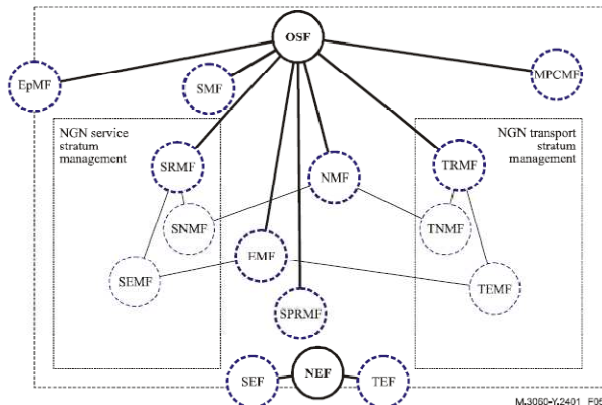 OSF
EpMF
SMF
MPCMF
NGN service
stratum
management
NGN transport
stratum
management
SRMF
NMF
TRMF
SNMF
TNMF
EMF
SEMF
TEMF
SPRMF
SEF
NEF
TEF
M.3060-Y.2401_F05